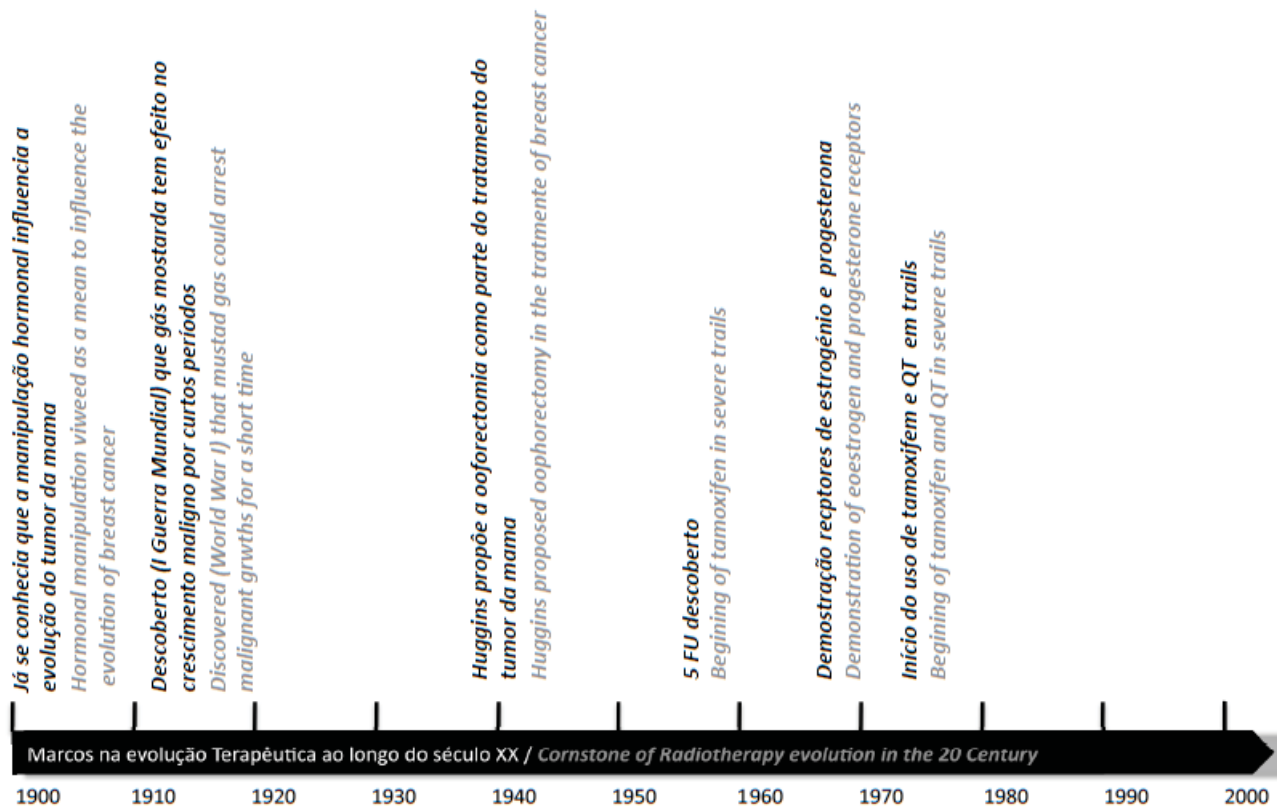 Já se conhecia que a manipulação hormonal influencia a
evolução do tumor da mama
Hormonal manipulation viweed as a mean to influence the
evolution of breast cancer
Descoberto (I Guerra Mundial) que gás mostarda tem efeito no
crescimento maligno por curtos períodos
Discovered (World War I) that mustad gas could arrest
malignant grwths for a short time
Huggins propõe a ooforectomia como parte do tratamento do
tumor da mama
Huggins proposed oophorectomy in the tratmente of breast cancer
5 FU descoberto
Begining of tamoxifen in severe trails
Demostração recptores de estrogénio e progesterona
Demonstration of eoestrogen and progesterone receptors
Início do uso de tamoxifem e QT em trails
Begining of tamoxifen and QT in severe trails
Marcos na evolução Terapêutica ao longo do século XX / Cornstone of Radiotherapy evolution in the 20 Century
1900 1910 1920 1930 1940 1950 1960 1970 1980 1990 2000